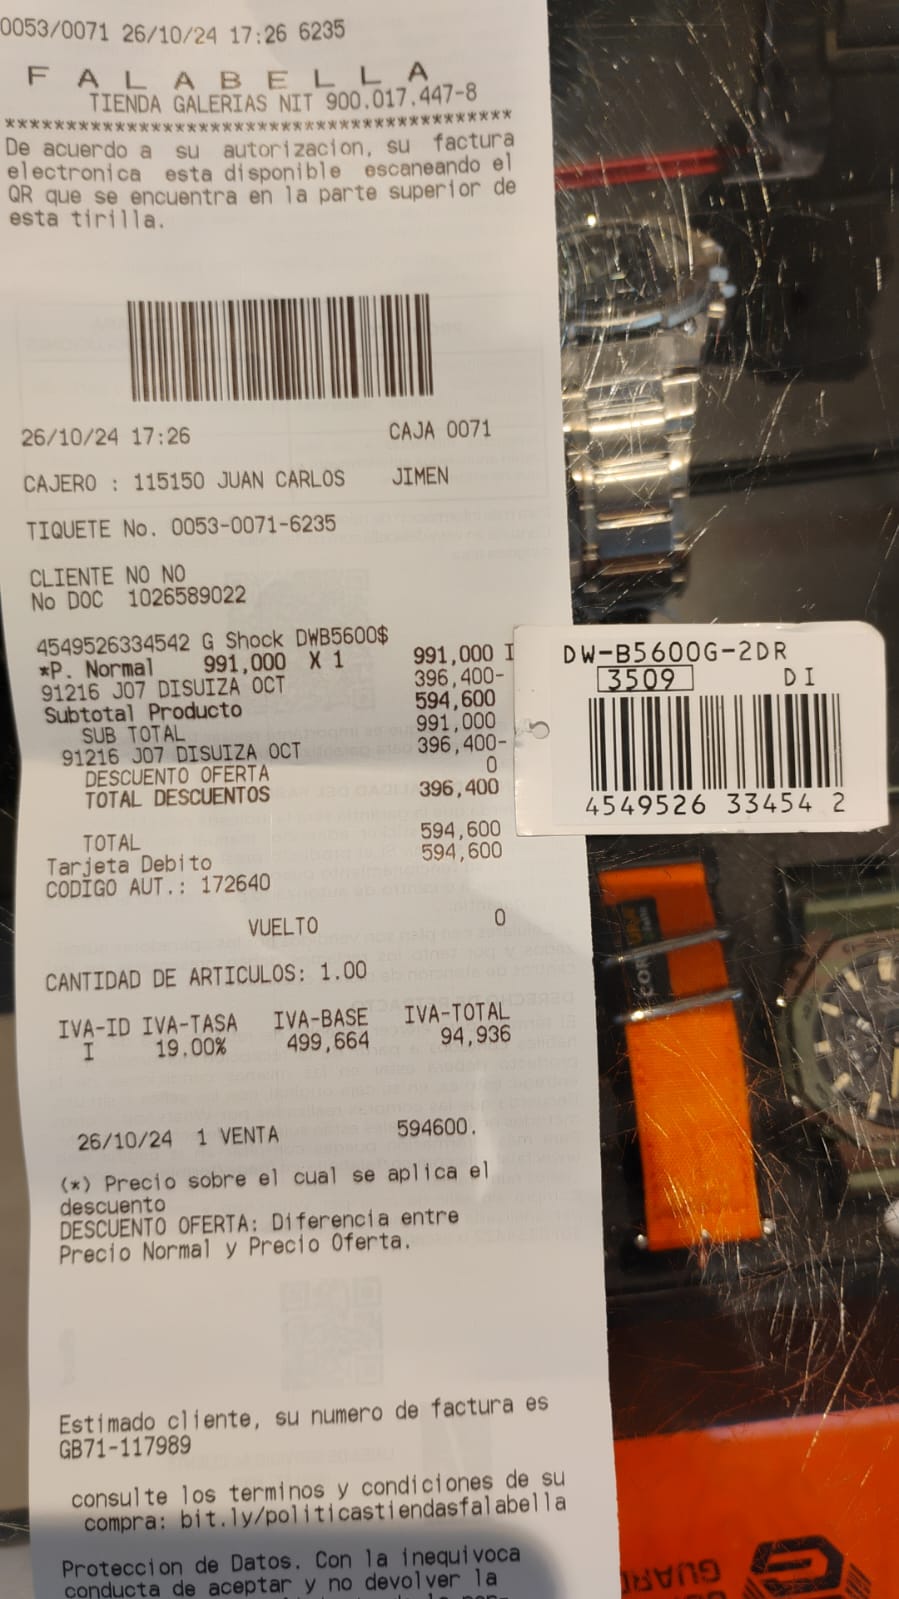 0053/0071 26/10/24 17:26 6235
F A L A B E L L A
TIENDA GALERIAS NIT 900.017.447-8
******************************************
De acuerdo a su autorizacion, su factura
electronica esta disponible escaneando el
QR que se encuentra en la parte superior de
esta tirilla.
26/10/24 17:26 CAJA 0071
CAJERO : 115150 JUAN CARLOS JIMEN
TIQUETE No. 0053-0071-6235
CLIENTE NO NO
No DOC 1026589022
4549526334542 G Shock DWB5600$
*P. Normal 991,000 X 1 991,000 I
91216 J07 DISUIZA OCT 396,400-
Subtotal Producto 594,600
SUB TOTAL 991,000
91216 J07 DISUIZA OCT 396,400-
DESCUENTO OFERTA 0
TOTAL DESCUENTOS 396,400
TOTAL 594,600
Tarjeta Debito 594,600
CODIGO AUT.: 172640
VUELTO 0
CANTIDAD DE ARTICULOS: 1.00
IVA-ID IVA-TASA IVA-BASE IVA-TOTAL
I 19.00% 499,664 94,936
26/10/24 1 VENTA 594600.
(*) Precio sobre el cual se aplica el
descuento
DESCUENTO OFERTA: Diferencia entre
Precio Normal y Precio Oferta.
Estimado cliente, su numero de factura es
GB71-117989
consulte los terminos y condiciones de su
compra: bit.ly/politicastiendasfalabella
Proteccion de Datos. Con la inequivoca
conducta de aceptar y no devolver la
DW-B5600G-2DR
3509 DI
4549526 33454 2